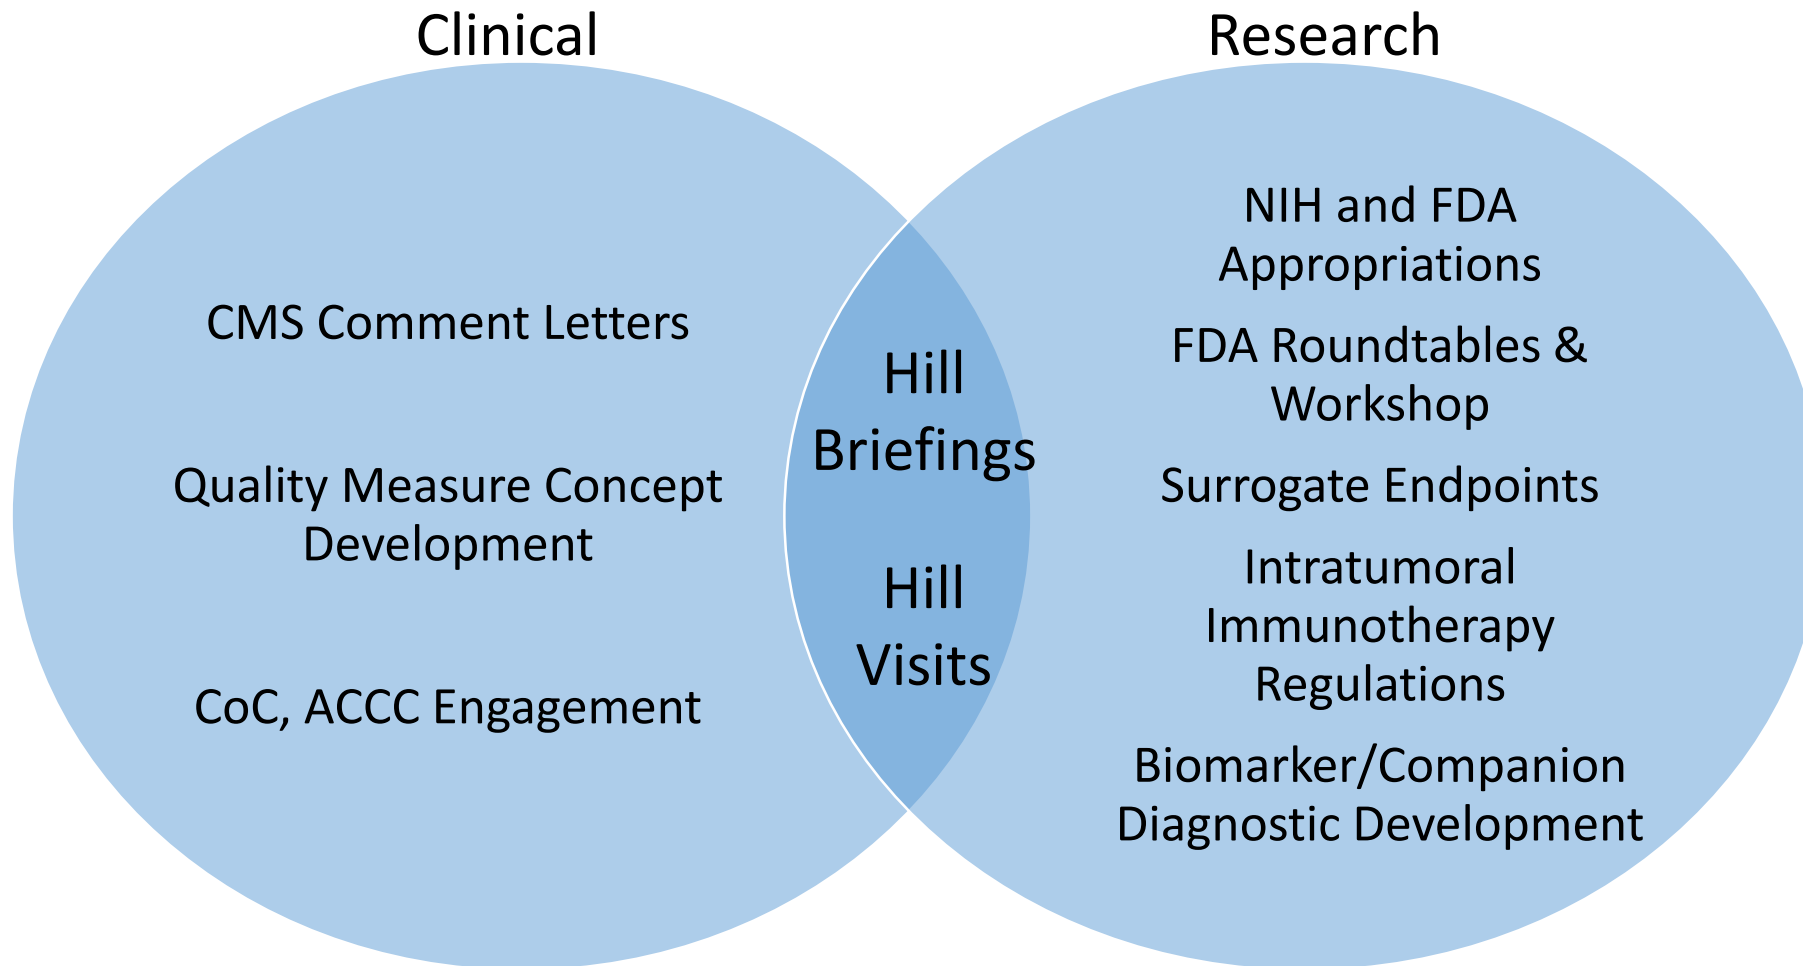 Clinical
CMS Comment Letters
Quality Measure Concept
Development
CoC, ACCC Engagement
Hill
Briefings
Hill
Visits
Research
NIH and FDA
Appropriations
FDA Roundtables &
Workshop
Surrogate Endpoints
Intratumoral
Immunotherapy
Regulations
Biomarker/Companion
Diagnostic Development